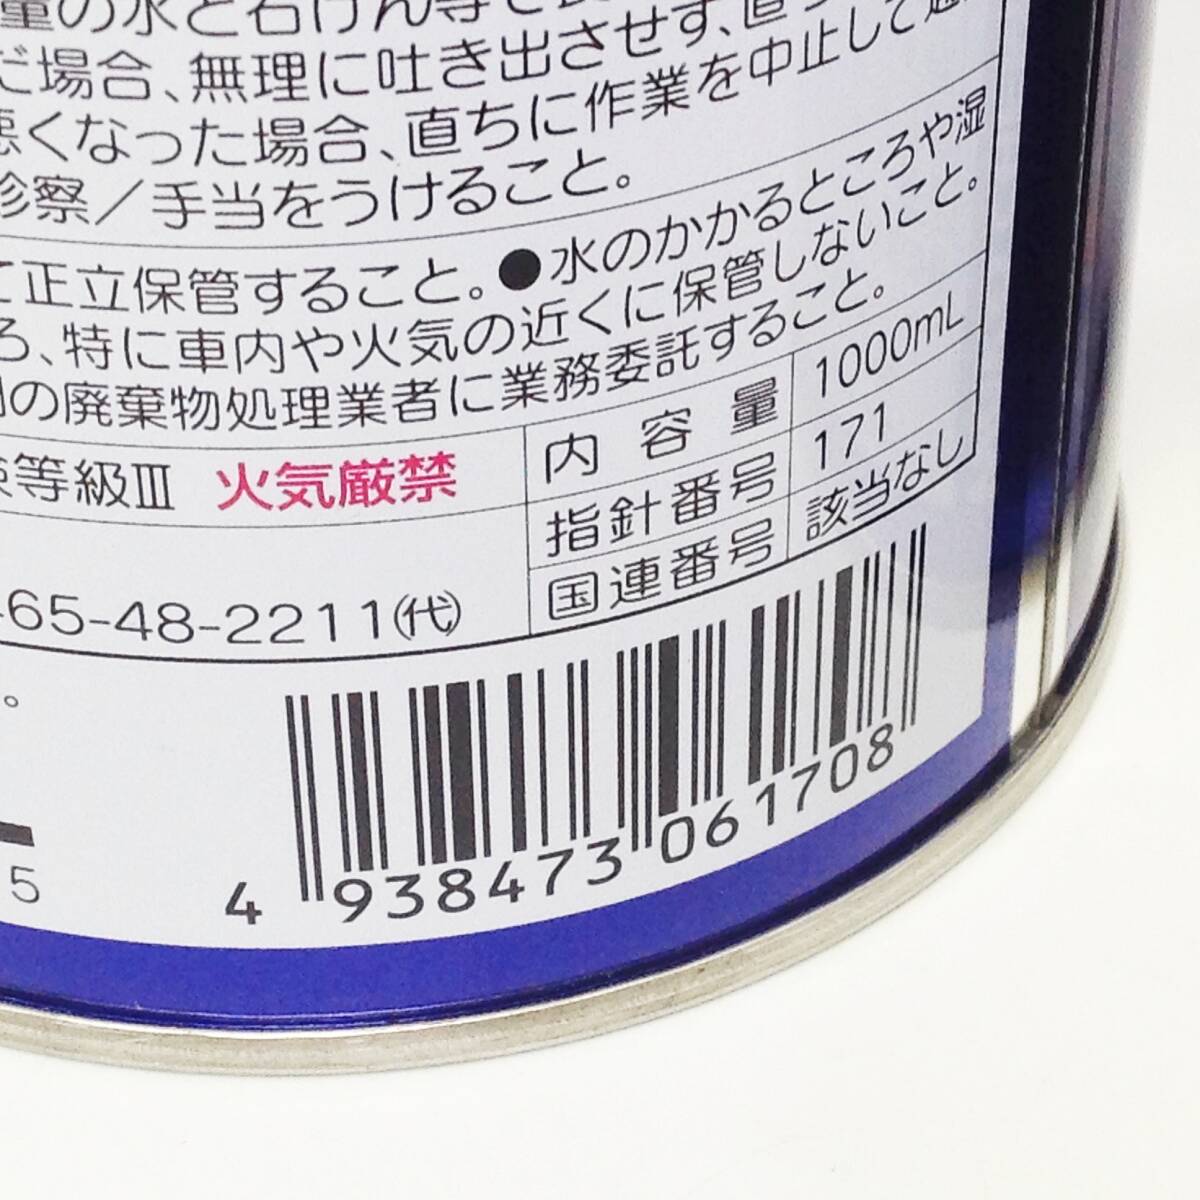 量の水と石けん等で
だ場合、無理に吐き出させず、直
悪くなった場合、直ちに作業を中止して
診察/手当をうけること。
正立保管すること。●水のかかるところや湿
ろ、特に車内や火気の近くに保管しないこと。
の廃棄物処理業者に業務委託すること。
等級Ⅲ 火気厳禁
内容量 1000mL
指針番号 171
国連番号 該当なし
65-48-2211(代)
。
5
4 938473 061708